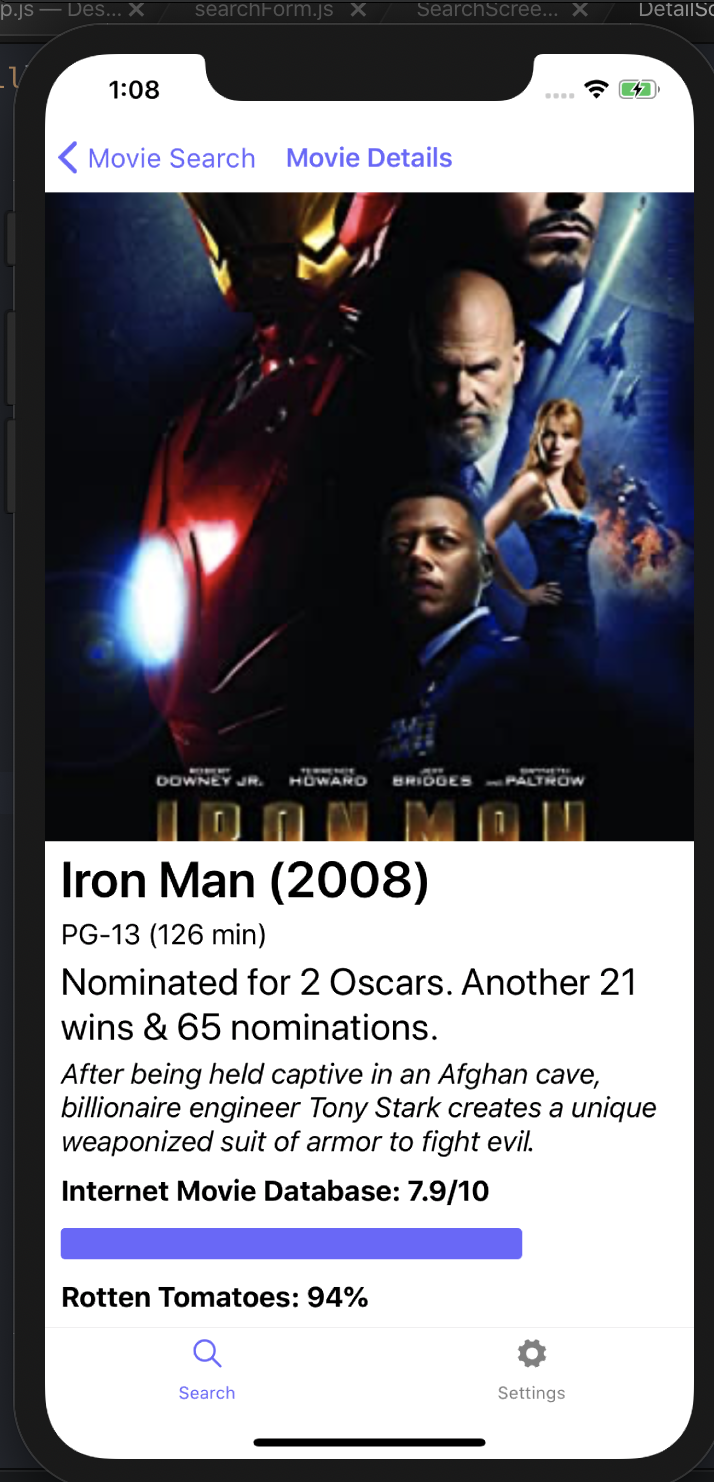 p.js — Des...
searchForm.js
SearchScree...
DetailSc
1:08
Movie Search
Movie Details
ROBERT DOWNEY JR.
TERRENCE HOWARD
JEFF BRIDGES
AND GWYNETH PALTROW
IRON MAN
Iron Man (2008)
PG-13 (126 min)
Nominated for 2 Oscars. Another 21
wins & 65 nominations.
After being held captive in an Afghan cave,
billionaire engineer Tony Stark creates a unique
weaponized suit of armor to fight evil.
Internet Movie Database: 7.9/10
Rotten Tomatoes: 94%
Search
Settings